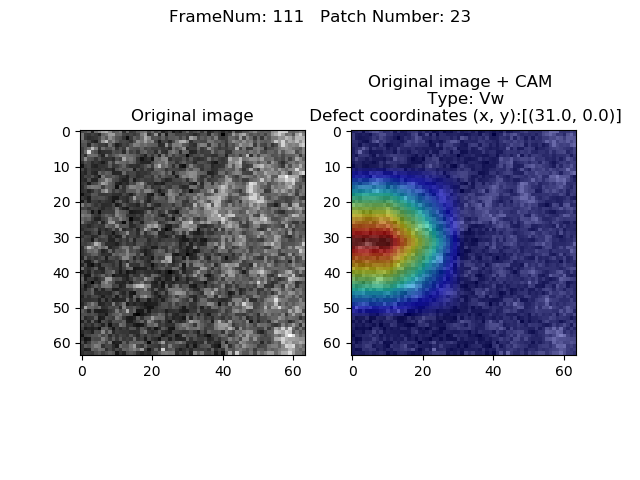 FrameNum: 111   Patch Number: 23
Original image
0
10
20
30
40
50
60
0 20 40 60
Original image + CAM
Type: Vw
Defect coordinates (x, y):[(31.0, 0.0)]
0
10
20
30
40
50
60
0 20 40 60